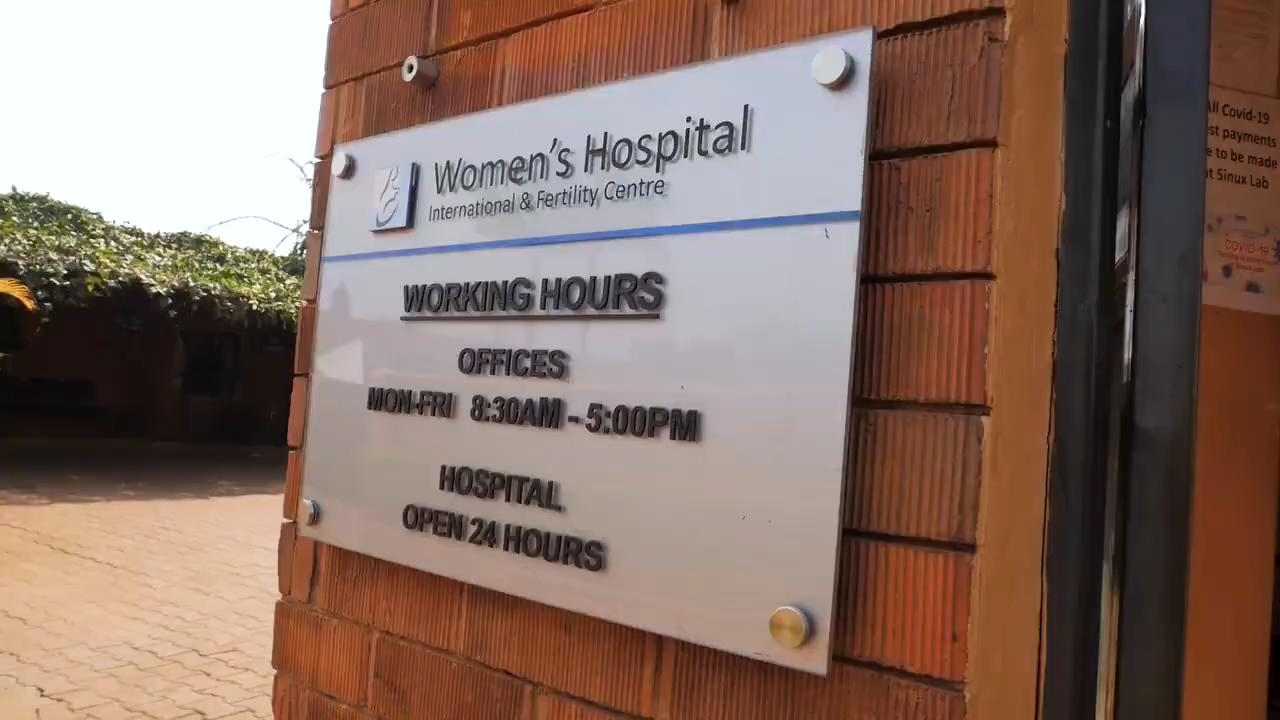 Women's Hospital
International & Fertility Centre
WORKING HOURS
OFFICES
MON-FRI 8:30AM - 5:00PM
HOSPITAL
OPEN 24 HOURS
All Covid-19
payments
to be made
Sinux Lab
COVID-19